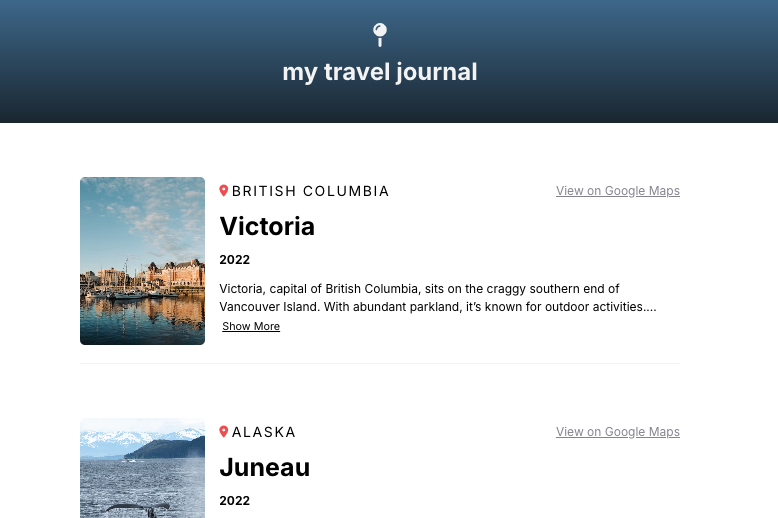 my travel journal
BRITISH COLUMBIA
View on Google Maps
Victoria
2022
Victoria, capital of British Columbia, sits on the craggy southern end of
Vancouver Island. With abundant parkland, it’s known for outdoor activities....
Show More
ALASKA
View on Google Maps
Juneau
2022